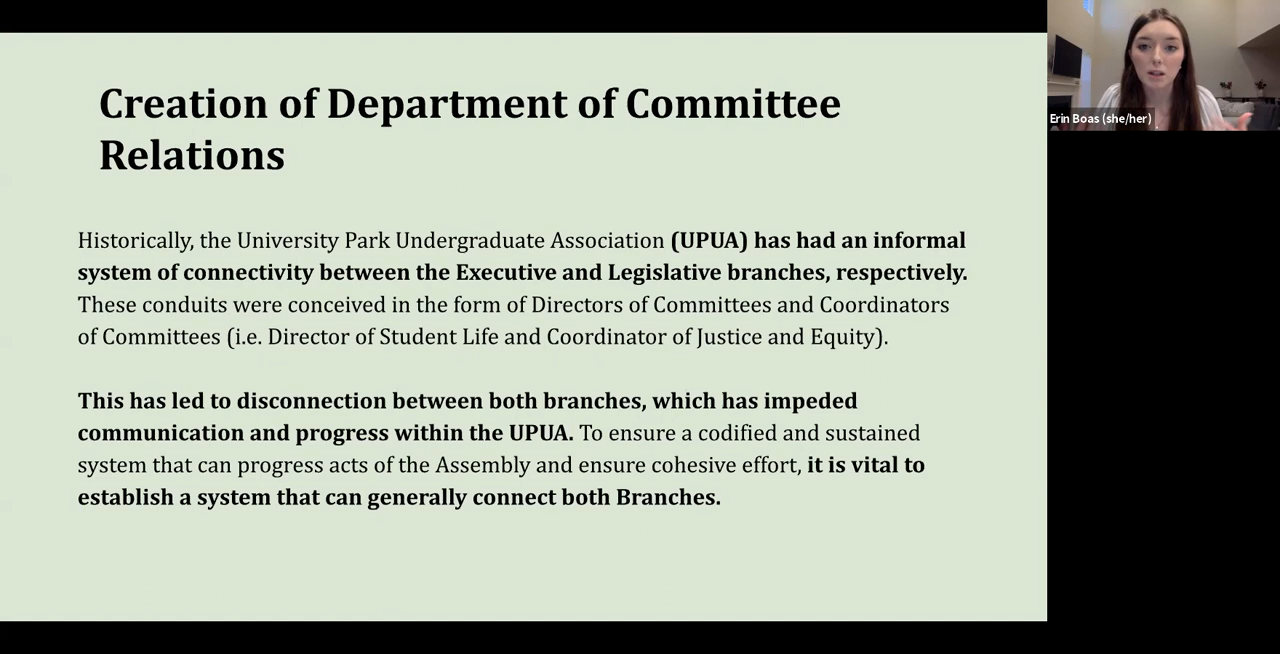 Creation of Department of Committee
Relations
Historically, the University Park Undergraduate Association (UPUA) has had an informal
system of connectivity between the Executive and Legislative branches, respectively.
These conduits were conceived in the form of Directors of Committees and Coordinators
of Committees (i.e. Director of Student Life and Coordinator of Justice and Equity).
This has led to disconnection between both branches, which has impeded
communication and progress within the UPUA. To ensure a codified and sustained
system that can progress acts of the Assembly and ensure cohesive effort, it is vital to
establish a system that can generally connect both Branches.
Erin Boas (she/her)